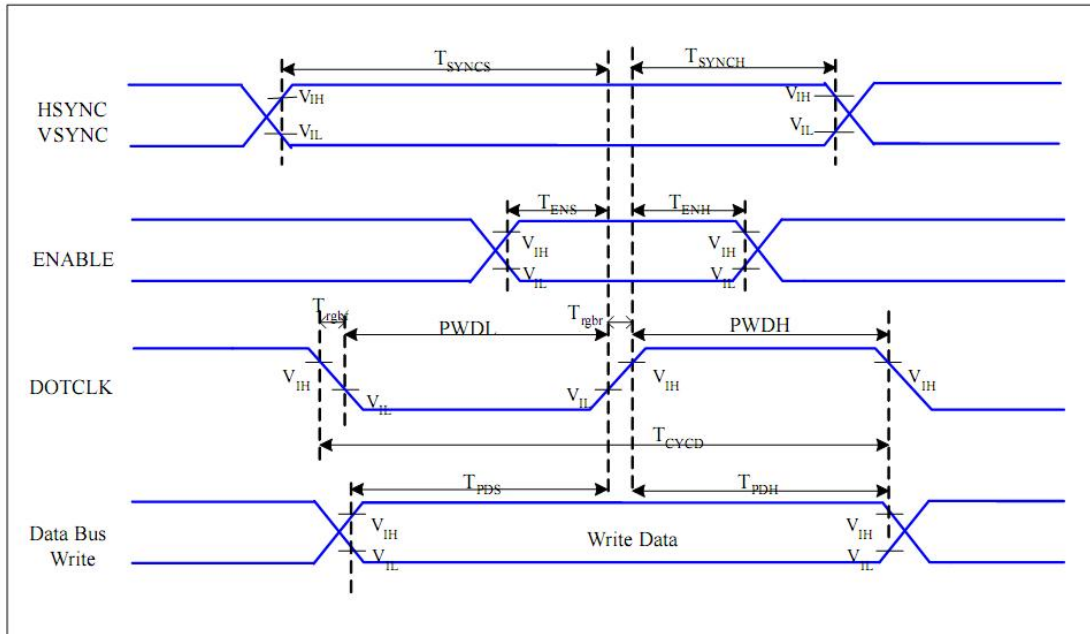 TSYNCS
TSYNCH
HSYNC
VSYNC
VIH
VIL
VIH
VIL
TENS
TENH
ENABLE
VIH
VIL
VIH
VIL
Trgbf
PWDL
Trgbr
PWDH
DOTCLK
VIH
VIL
VIL
VIH
VIH
TCYCD
TPDS
TPDH
Data Bus
Write
VIH
VIL
Write Data
VIH
VIL